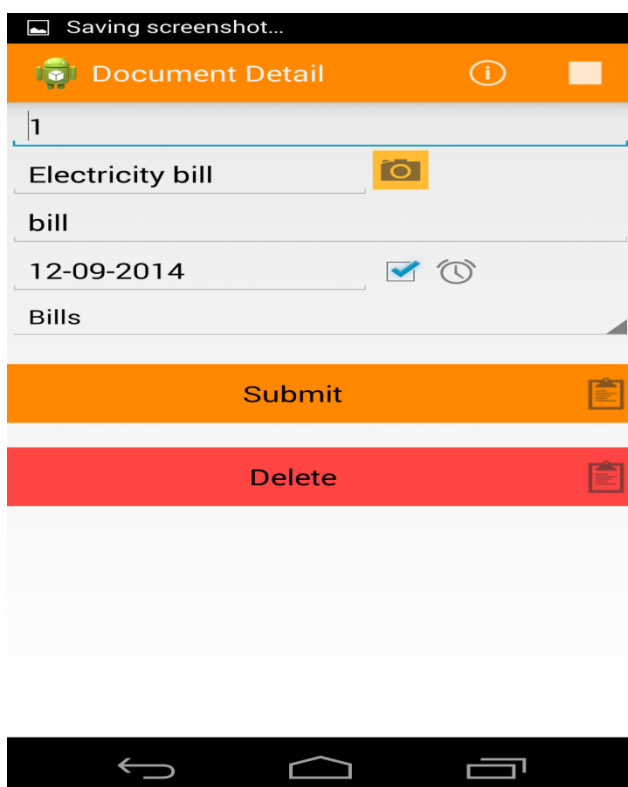 Saving screenshot...
Document Detail
1
Electricity bill
bill
12-09-2014
Bills
Submit
Delete